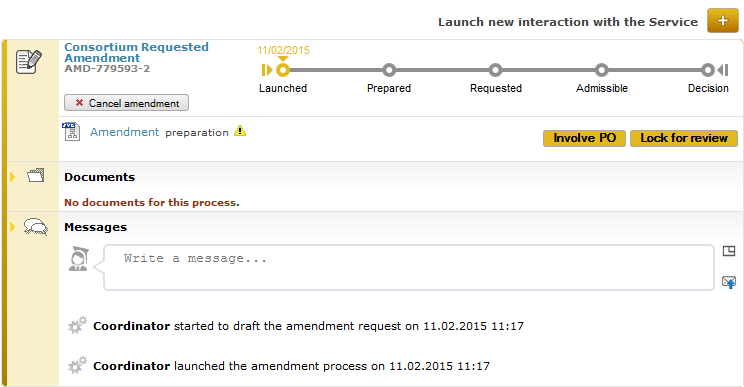 Launch new interaction with the Service +
Consortium Requested
Amendment
AMD-779593-2
11/02/2015
Launched Prepared Requested Admissible Decision
Cancel amendment
Amendment preparation
Involve PO Lock for review
Documents
No documents for this process.
Messages
Write a message...
Coordinator started to draft the amendment request on 11.02.2015 11:17
Coordinator launched the amendment process on 11.02.2015 11:17